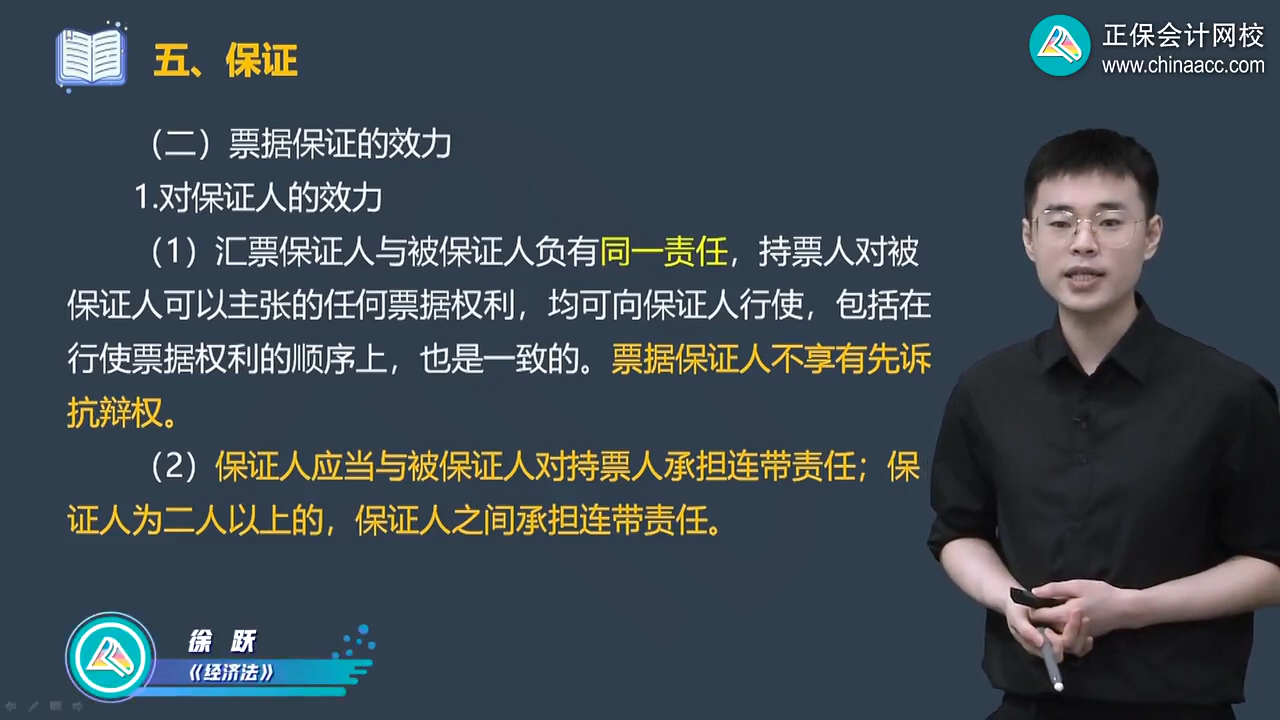 五、保证
正保会计网校
www.chinaacc.com
（二）票据保证的效力
1.对保证人的效力
（1）汇票保证人与被保证人负有同一责任，持票人对被
保证人可以主张的任何票据权利，均可向保证人行使，包括在
行使票据权利的顺序上，也是一致的。票据保证人不享有先诉
抗辩权。
（2）保证人应当与被保证人对持票人承担连带责任；保
证人为二人以上的，保证人之间承担连带责任。
徐 跃
《经济法》